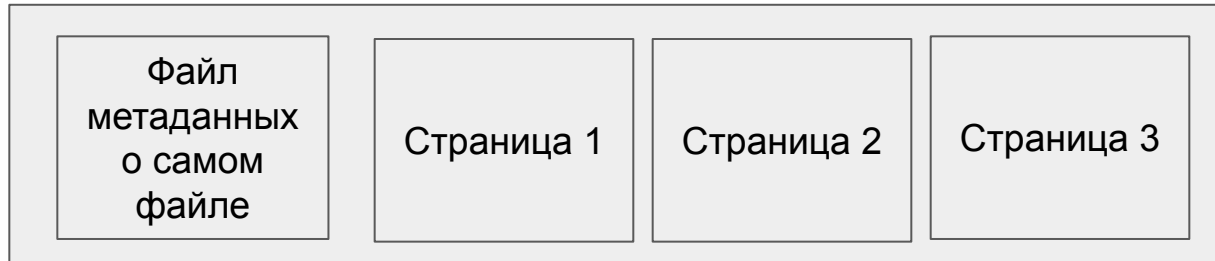 Файл
метаданных
о самом
файле
Страница 1
Страница 2
Страница 3